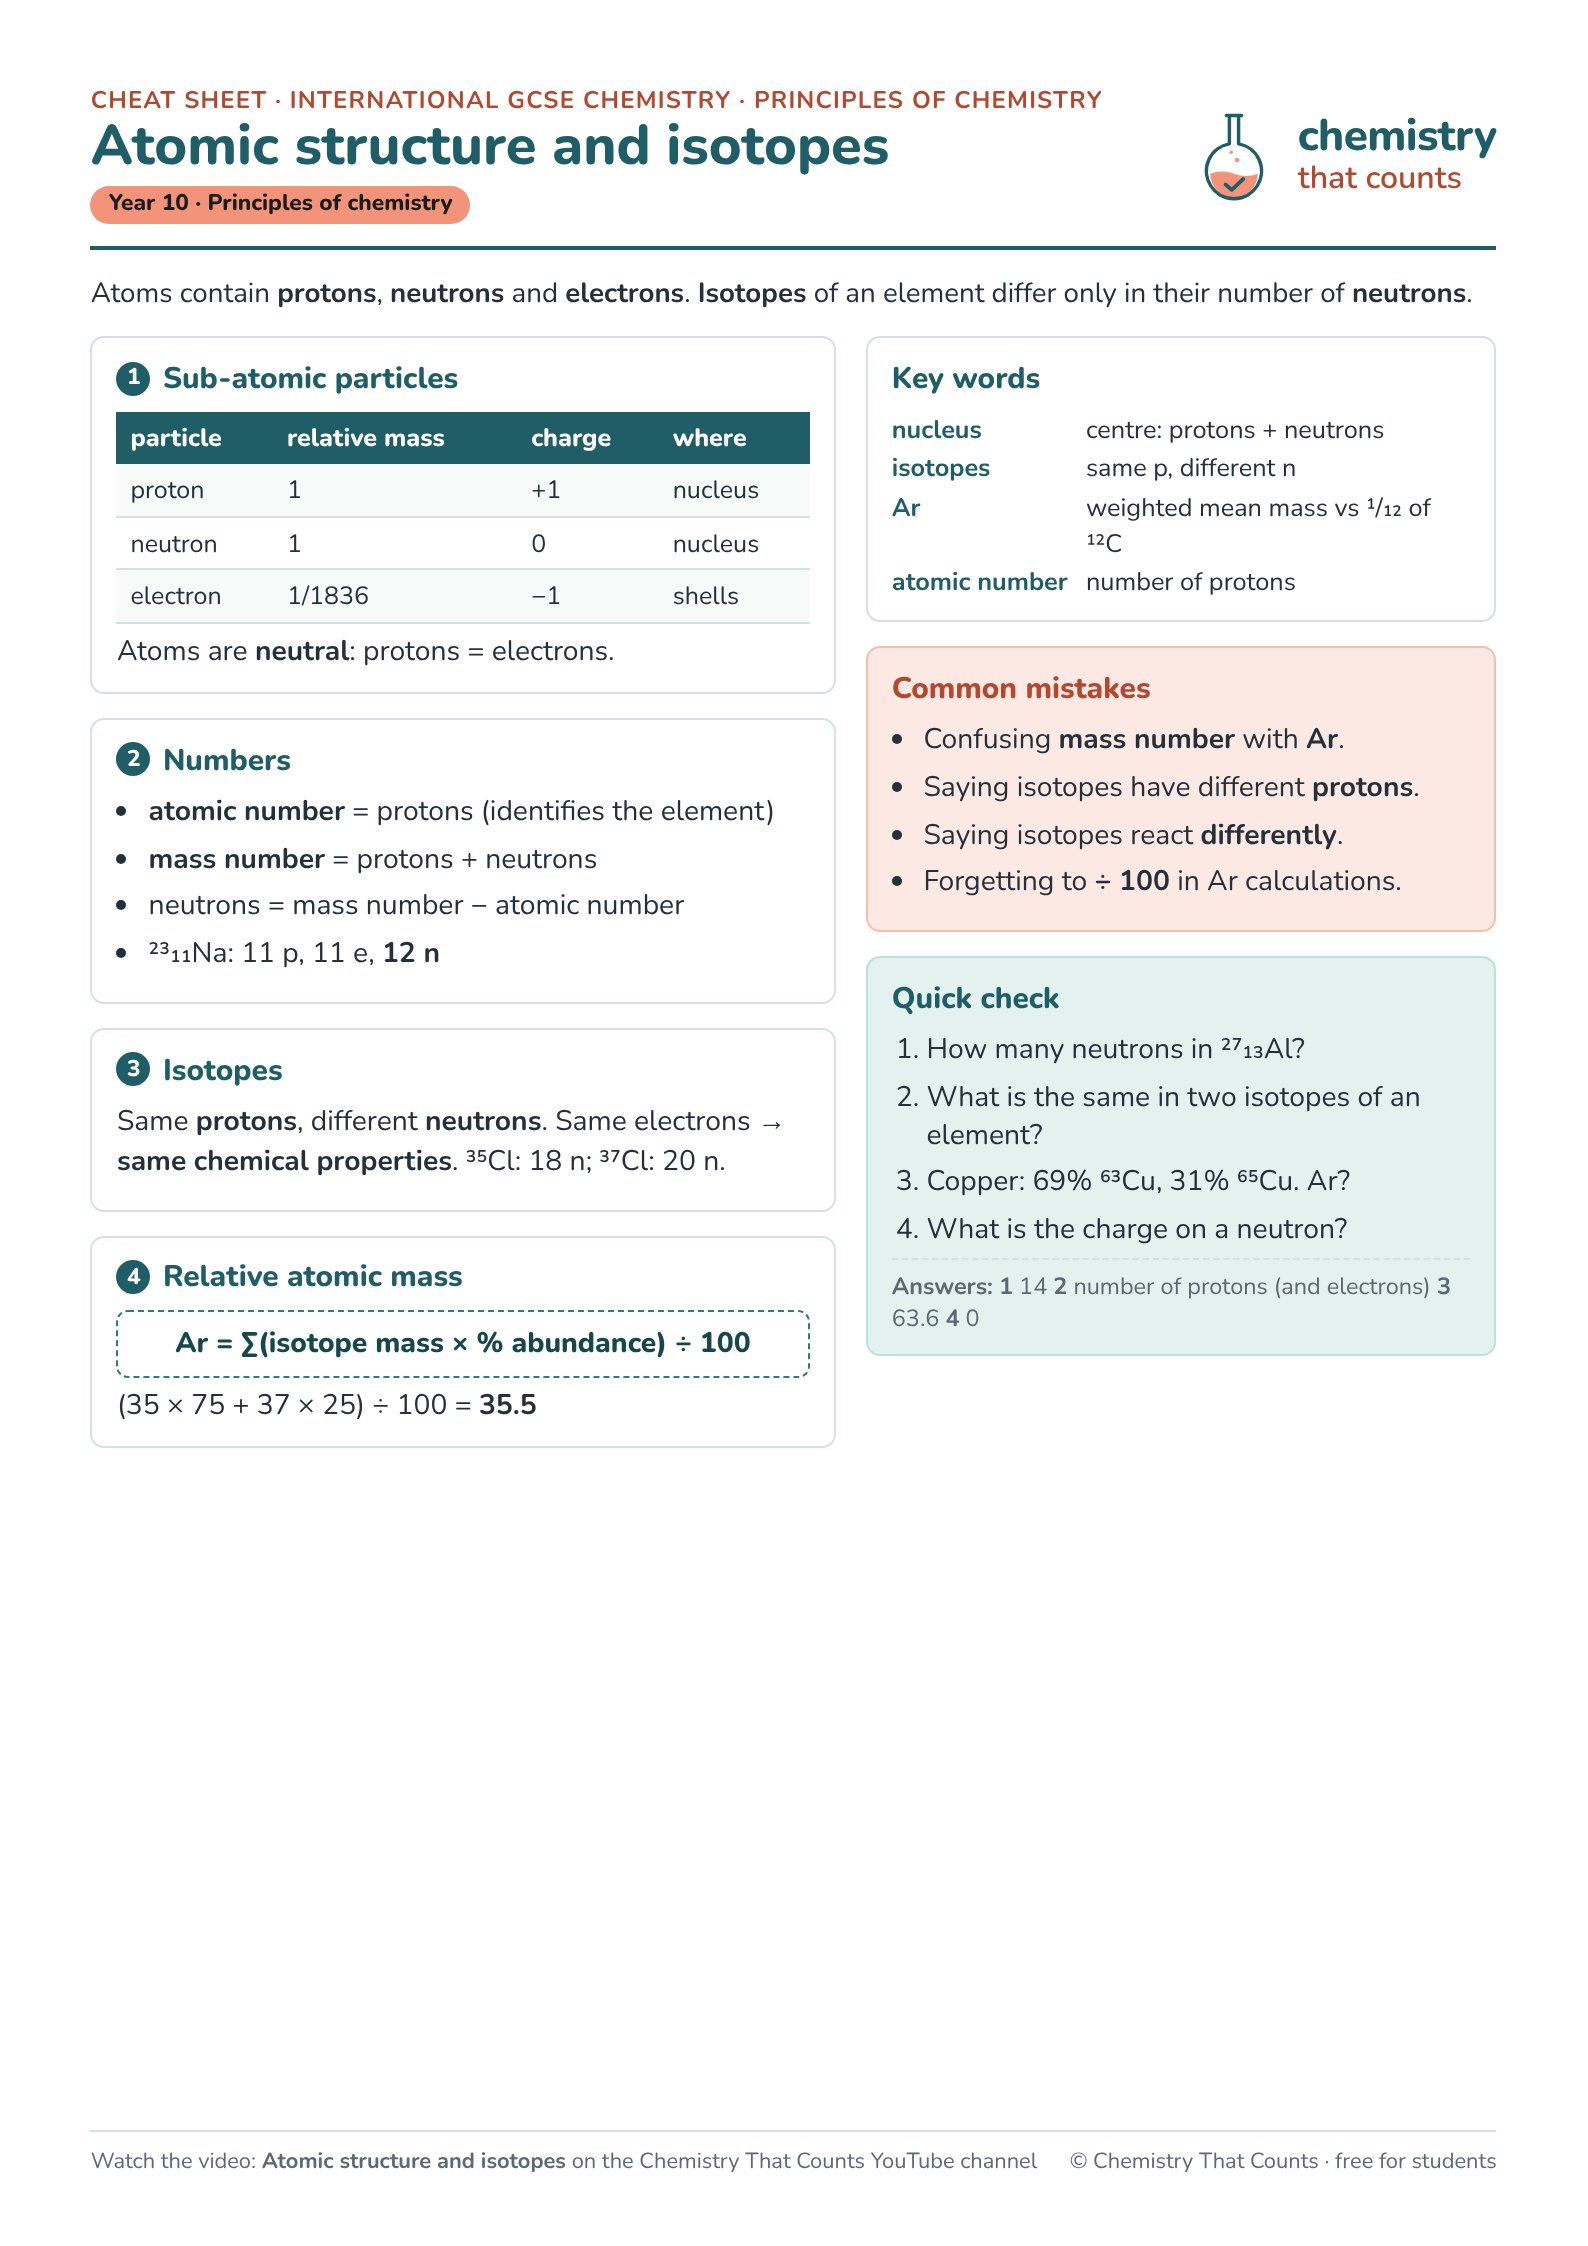 CHEAT SHEET · INTERNATIONAL GCSE CHEMISTRY · PRINCIPLES OF CHEMISTRY
Atomic structure and isotopes
Year 10 · Principles of chemistry
chemistry
that counts
Atoms contain protons, neutrons and electrons. Isotopes of an element differ only in their number of neutrons.
1 Sub-atomic particles
particle relative mass charge where
proton 1 +1 nucleus
neutron 1 0 nucleus
electron 1/1836 −1 shells
Atoms are neutral: protons = electrons.
2 Numbers
• atomic number = protons (identifies the element)
• mass number = protons + neutrons
• neutrons = mass number − atomic number
• ²³₁₁Na: 11 p, 11 e, 12 n
3 Isotopes
Same protons, different neutrons. Same electrons →
same chemical properties. ³⁵Cl: 18 n; ³⁷Cl: 20 n.
4 Relative atomic mass
Ar = ∑(isotope mass × % abundance) ÷ 100
(35 × 75 + 37 × 25) ÷ 100 = 35.5
Key words
nucleus centre: protons + neutrons
isotopes same p, different n
Ar weighted mean mass vs ¹/₁₂ of
¹²C
atomic number number of protons
Common mistakes
• Confusing mass number with Ar.
• Saying isotopes have different protons.
• Saying isotopes react differently.
• Forgetting to ÷ 100 in Ar calculations.
Quick check
1. How many neutrons in ²⁷₁₃Al?
2. What is the same in two isotopes of an
element?
3. Copper: 69% ⁶³Cu, 31% ⁶⁵Cu. Ar?
4. What is the charge on a neutron?
Answers: 1 14 2 number of protons (and electrons) 3
63.6 4 0
Watch the video: Atomic structure and isotopes on the Chemistry That Counts YouTube channel
© Chemistry That Counts · free for students